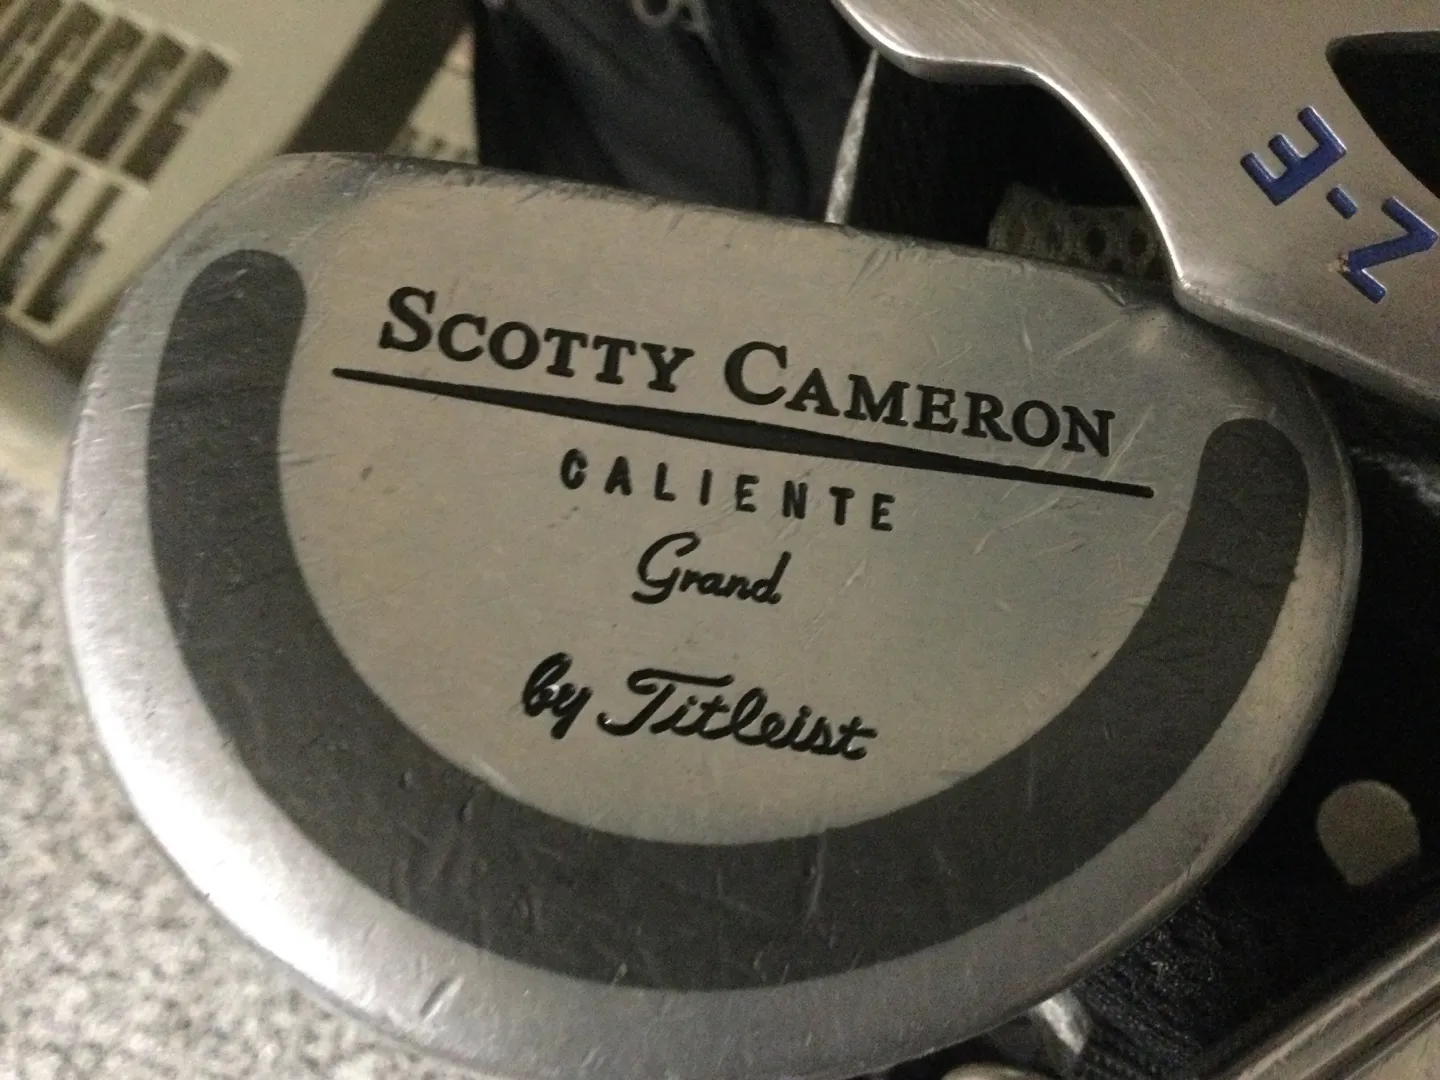 SCOTTY CAMERON
CALIENTE
Grand
by Titleist
Z-E